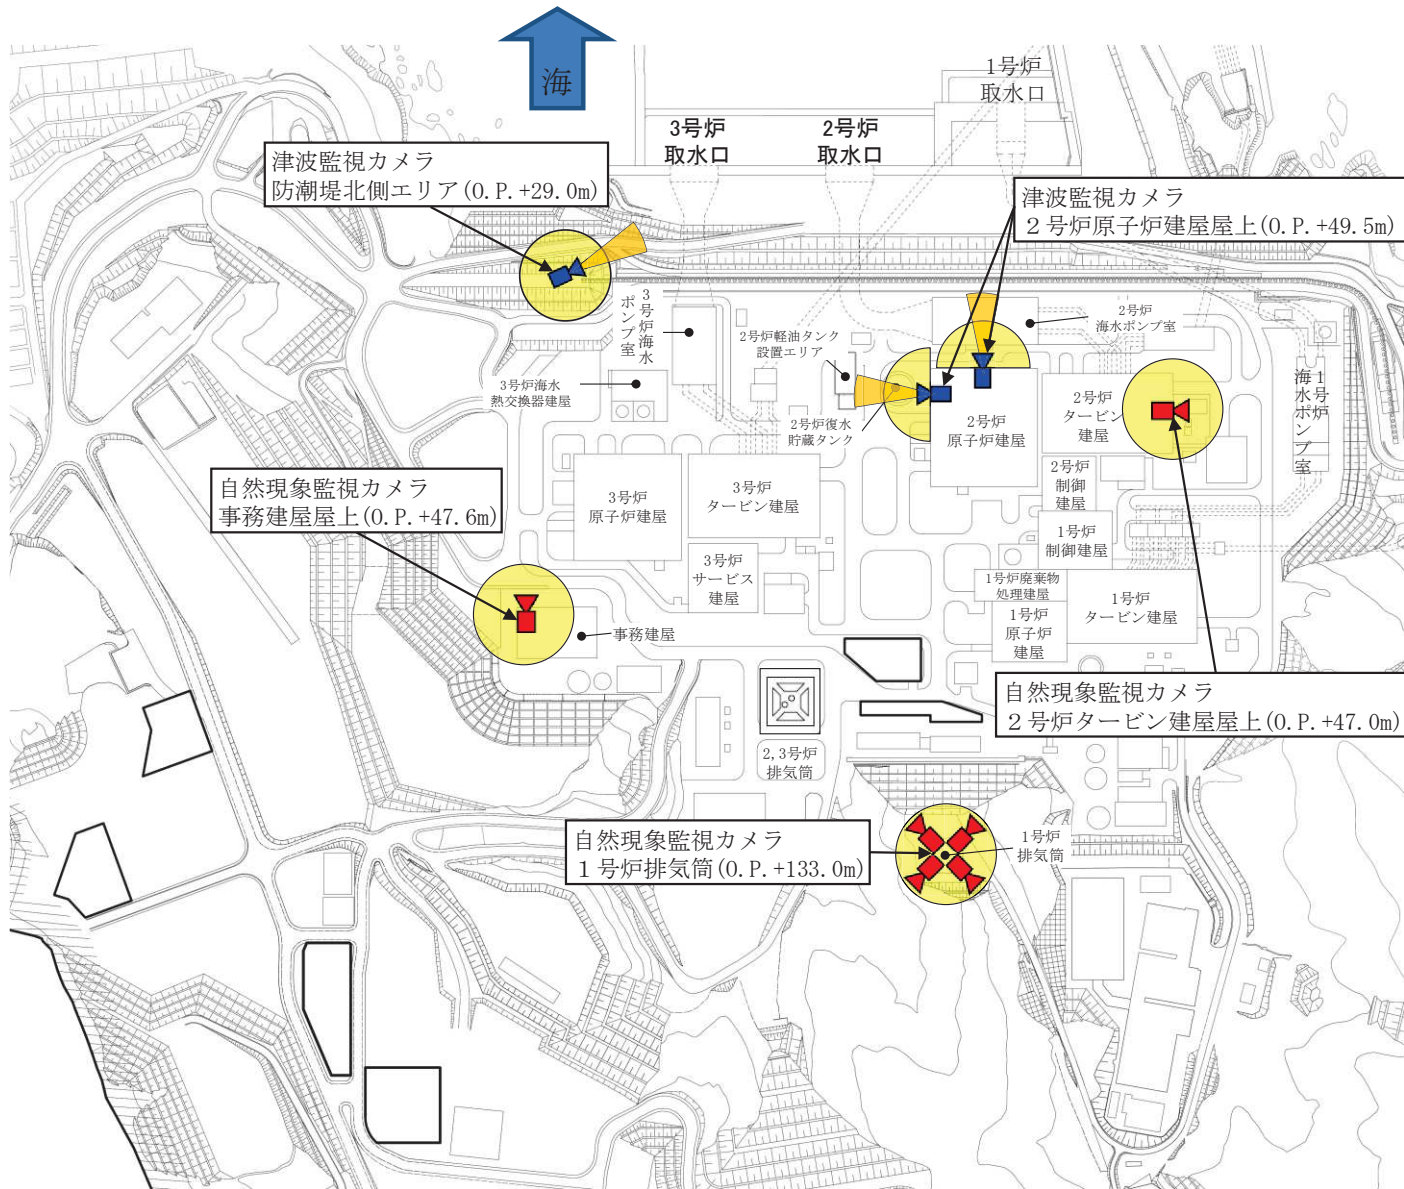 海
1号炉
取水口
3号炉
取水口
2号炉
取水口
津波監視カメラ
防潮堤北側エリア(O.P.+29.0m)
津波監視カメラ
２号炉原子炉建屋屋上(O.P.+49.5m)
3号炉海水
ポンプ室
2号炉軽油タンク
設置エリア
2号炉
海水ポンプ室
3号炉海水
熱交換器建屋
2号炉復水
貯蔵タンク
2号炉
原子炉建屋
2号炉
タービン
建屋
1号炉
海水ポンプ室
自然現象監視カメラ
事務建屋屋上(O.P.+47.6m)
3号炉
原子炉建屋
3号炉
タービン建屋
2号炉
制御
建屋
1号炉
制御建屋
3号炉
サービス
建屋
1号炉廃棄物
処理建屋
1号炉
原子炉
建屋
1号炉
タービン建屋
事務建屋
自然現象監視カメラ
２号炉タービン建屋屋上(O.P.+47.0m)
2,3号炉
排気筒
自然現象監視カメラ
１号炉排気筒(O.P.+133.0m)
1号炉
排気筒